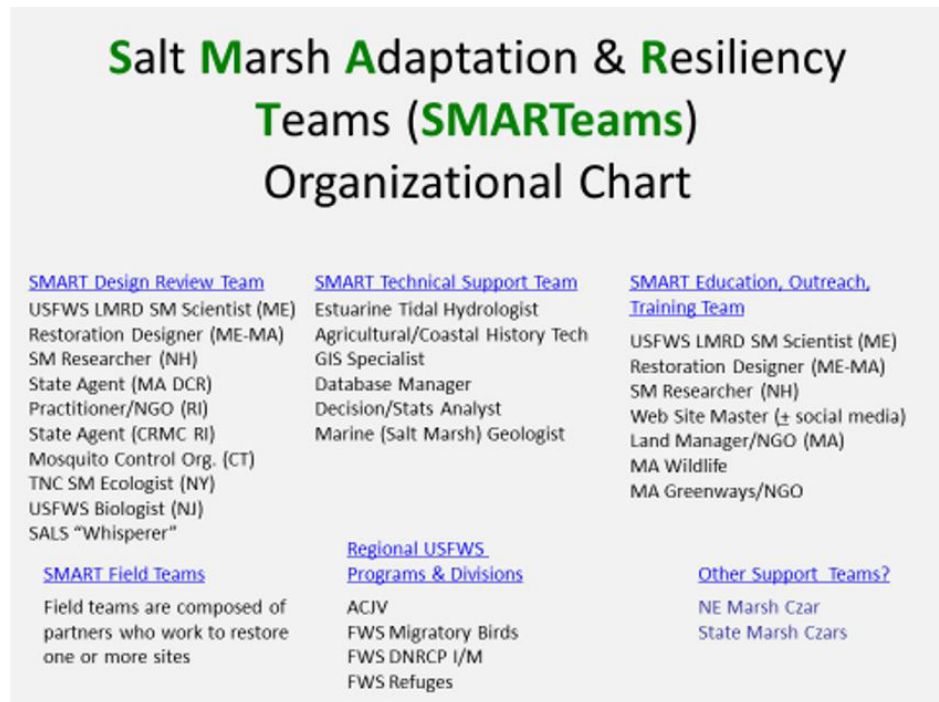 Salt Marsh Adaptation & Resiliency
Teams (SMARTeams)
Organizational Chart
SMART Design Review Team
USFWS LMRD SM Scientist (ME)
Restoration Designer (ME-MA)
SM Researcher (NH)
State Agent (MA DCR)
Practitioner/NGO (RI)
State Agent (CRMC RI)
Mosquito Control Org. (CT)
TNC SM Ecologist (NY)
USFWS Biologist (NJ)
SALS “Whisperer”
SMART Technical Support Team
Estuarine Tidal Hydrologist
Agricultural/Coastal History Tech
GIS Specialist
Database Manager
Decision/Stats Analyst
Marine (Salt Marsh) Geologist
SMART Education, Outreach,
Training Team
USFWS LMRD SM Scientist (ME)
Restoration Designer (ME-MA)
SM Researcher (NH)
Web Site Master (+ social media)
Land Manager/NGO (MA)
MA Wildlife
MA Greenways/NGO
SMART Field Teams
Field teams are composed of
partners who work to restore
one or more sites
Regional USFWS
Programs & Divisions
ACJV
FWS Migratory Birds
FWS DNRCP I/M
FWS Refuges
Other Support Teams?
NE Marsh Czar
State Marsh Czars